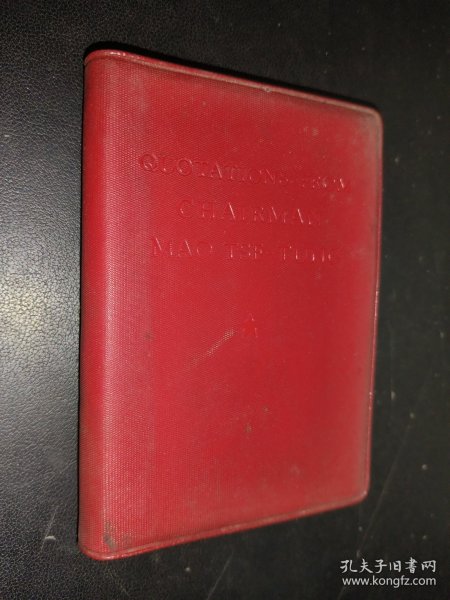 QUOTATIONS FROM
CHAIRMAN
MAO TSE-TUNG
孔夫子旧书网
www.kongfz.com